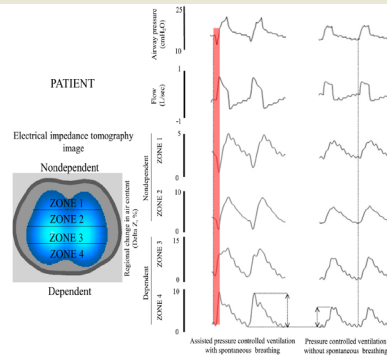 25
Airway pressure
(cmH₂O)
10
PATIENT
1
Flow
(L/sec)
-1
Electrical impedance tomography
image
Nondependent
ZONE 1
ZONE 2
ZONE 3
ZONE 4
Dependent
Regional change in air content
(Delta Z, %)
Nondependent
Dependent
5
ZONE 1
0
10
ZONE 2
0
15
ZONE 3
0
10
ZONE 4
0
Assisted pressure controlled ventilation
with spontaneous breathing
Pressure controlled ventilation
without spontaneous breathing